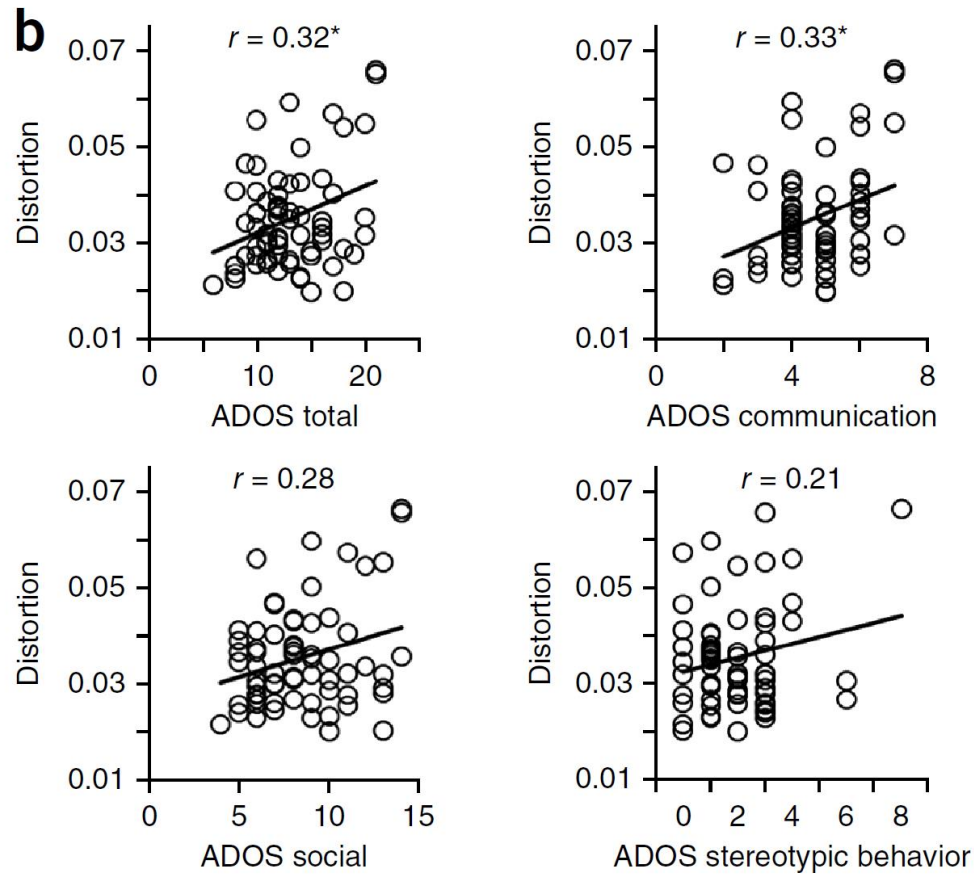 b
r = 0.32*
0.07
0.05
0.03
0.01
Distortion
0 10 20
ADOS total
r = 0.33*
0.07
0.05
0.03
0.01
Distortion
0 4 8
ADOS communication
r = 0.28
0.07
0.05
0.03
0.01
Distortion
0 5 10 15
ADOS social
r = 0.21
0.07
0.05
0.03
0.01
Distortion
0 2 4 6 8
ADOS stereotypic behavior